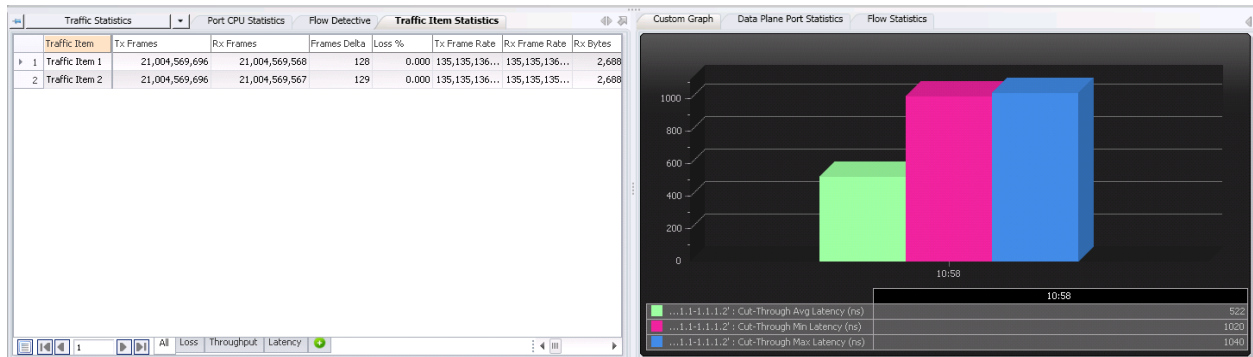 Traffic Statistics Port CPU Statistics Flow Detective Traffic Item Statistics
Traffic Item Tx Frames Rx Frames Frames Delta Loss % Tx Frame Rate Rx Frame Rate Rx Bytes
1 Traffic Item 1 21,004,569,696 21,004,569,568 128 0.000 135,135,136... 135,135,136... 2,688
2 Traffic Item 2 21,004,569,696 21,004,569,567 129 0.000 135,135,136... 135,135,135... 2,688
1 All Loss Throughput Latency
Custom Graph Data Plane Port Statistics Flow Statistics
1000
800
600
400
200
0
10:58
10:58
...1.1-1.1.1.2' : Cut-Through Avg Latency (ns) 522
...1.1-1.1.1.2' : Cut-Through Min Latency (ns) 1020
...1.1-1.1.1.2' : Cut-Through Max Latency (ns) 1040